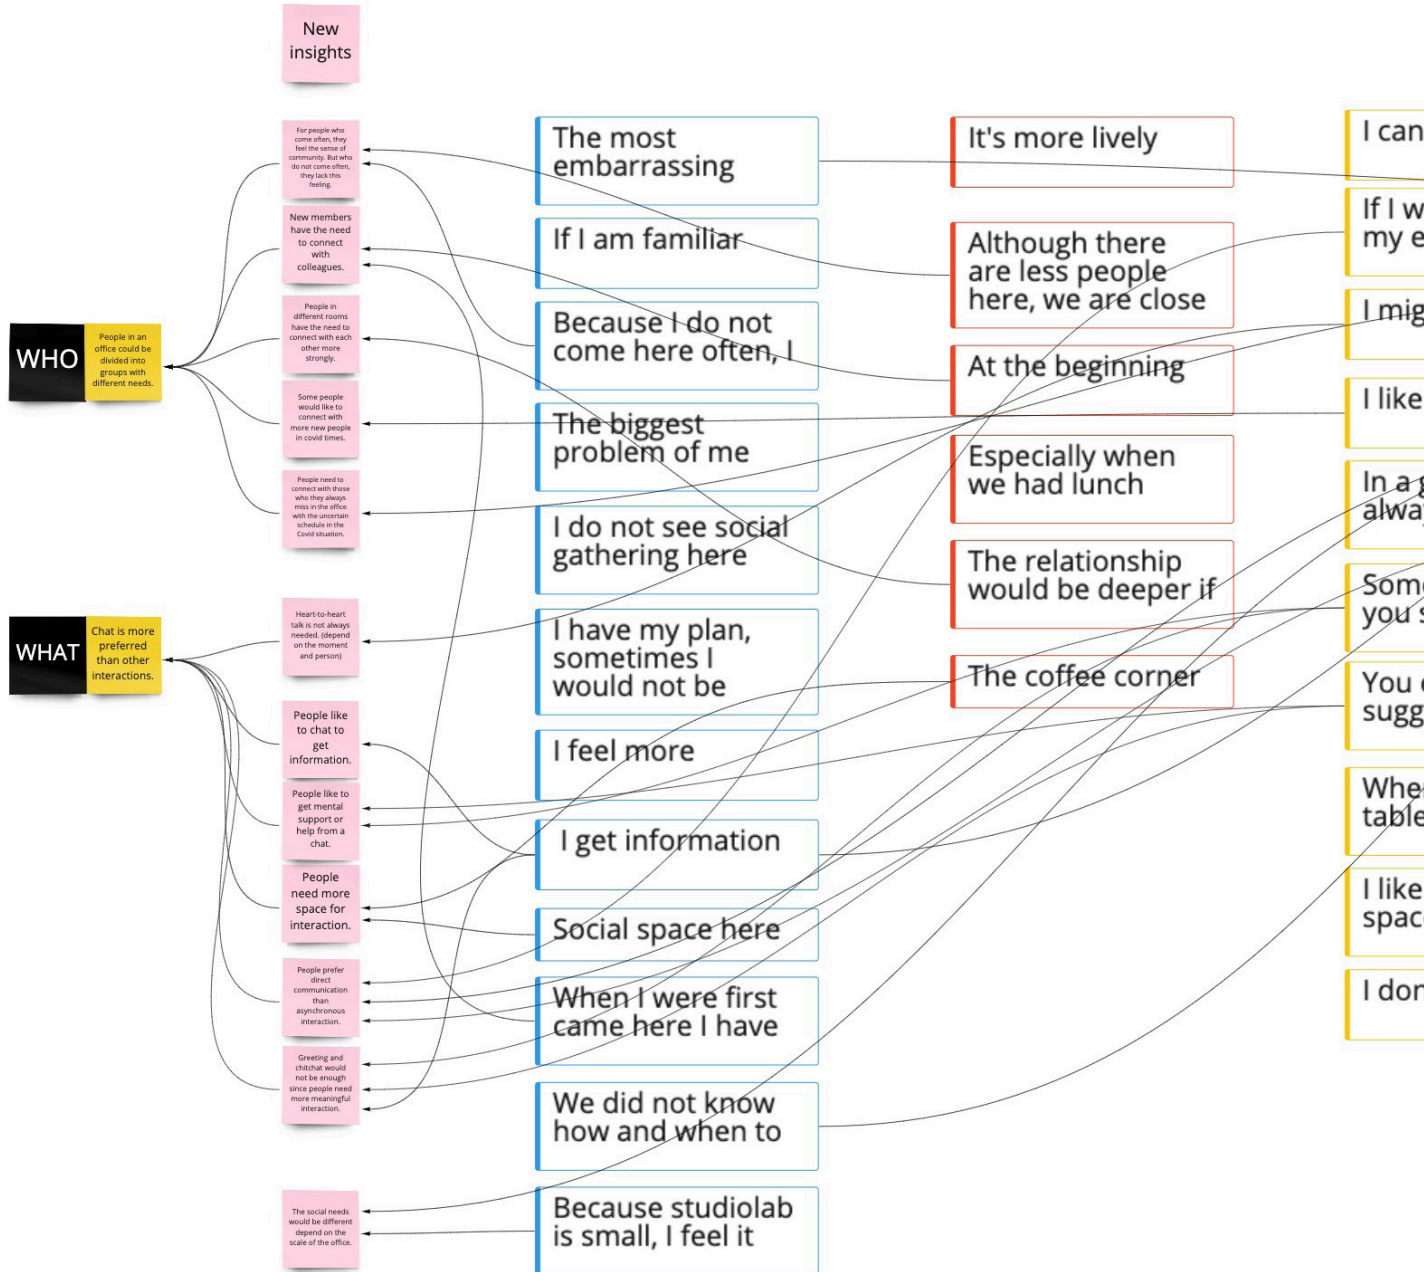 New
insights
For people who
come often, they
feel the sense of
community. But who
do not come often,
they lack this
feeling.
New members
have the need
to connect
with
colleagues.
People in
different rooms
have the need to
connect with each
other more
strongly.
Some people
would like to
connect with
more new people
in covid times.
People need to
connect with those
who they always
miss in the office
with the uncertain
schedule in the
Covid situation.
WHO
People in an
office could be
divided into
groups with
different needs.
WHAT
Chat is more
preferred
than other
interactions.
Heart-to-heart
talk is not always
needed. (depend
on the moment
and person)
People like
to chat to
get
information.
People like to
get mental
support or
help from a
chat.
People
need more
space for
interaction.
People prefer
direct
communication
than
asynchronous
interaction.
Greeting and
chitchat would
not be enough
since people need
more meaningful
interaction.
The social needs
would be different
depend on the
scale of the office.
The most
embarrassing
If I am familiar
Because I do not
come here often, I
The biggest
problem of me
I do not see social
gathering here
I have my plan,
sometimes I
would not be
I feel more
I get information
Social space here
When I were first
came here I have
We did not know
how and when to
Because studiolab
is small, I feel it
It's more lively
Although there
are less people
here, we are close
At the beginning
Especially when
we had lunch
The relationship
would be deeper if
The coffee corner
I can
If I w
my e
I mig
I like
In a g
alway
Some
you s
You
sugg
When
table
I like
space
I don